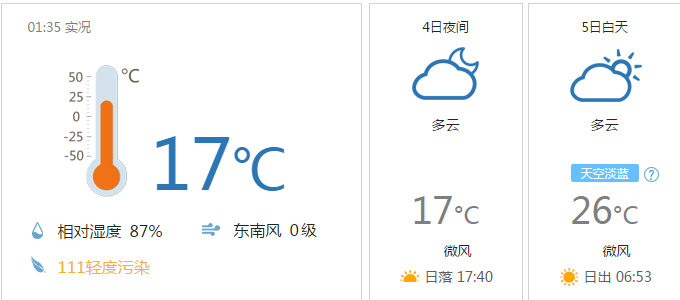 01:35 实况
°C
50
25
0
-25
-50
17°C
相对湿度 87%
东南风 0级
111轻度污染
4日夜间
多云
17°C
微风
日落 17:40
5日白天
多云
天空淡蓝
?
26°C
微风
日出 06:53